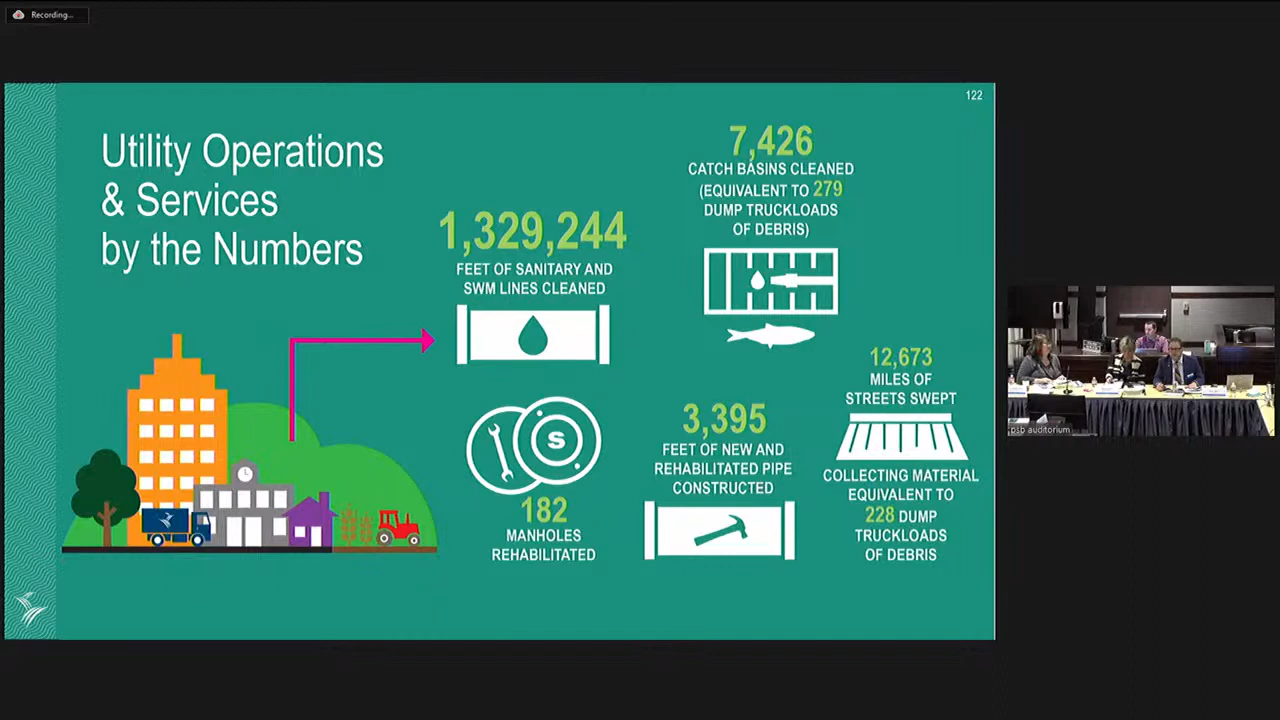 Recording...
122
Utility Operations
& Services
by the Numbers
1,329,244
FEET OF SANITARY AND
SWM LINES CLEANED
7,426
CATCH BASINS CLEANED
(EQUIVALENT TO 279
DUMP TRUCKLOADS
OF DEBRIS)
S
182
MANHOLES
REHABILITATED
3,395
FEET OF NEW AND
REHABILITATED PIPE
CONSTRUCTED
12,673
MILES OF
STREETS SWEPT
COLLECTING MATERIAL
EQUIVALENT TO
228 DUMP
TRUCKLOADS
OF DEBRIS
psb auditorium